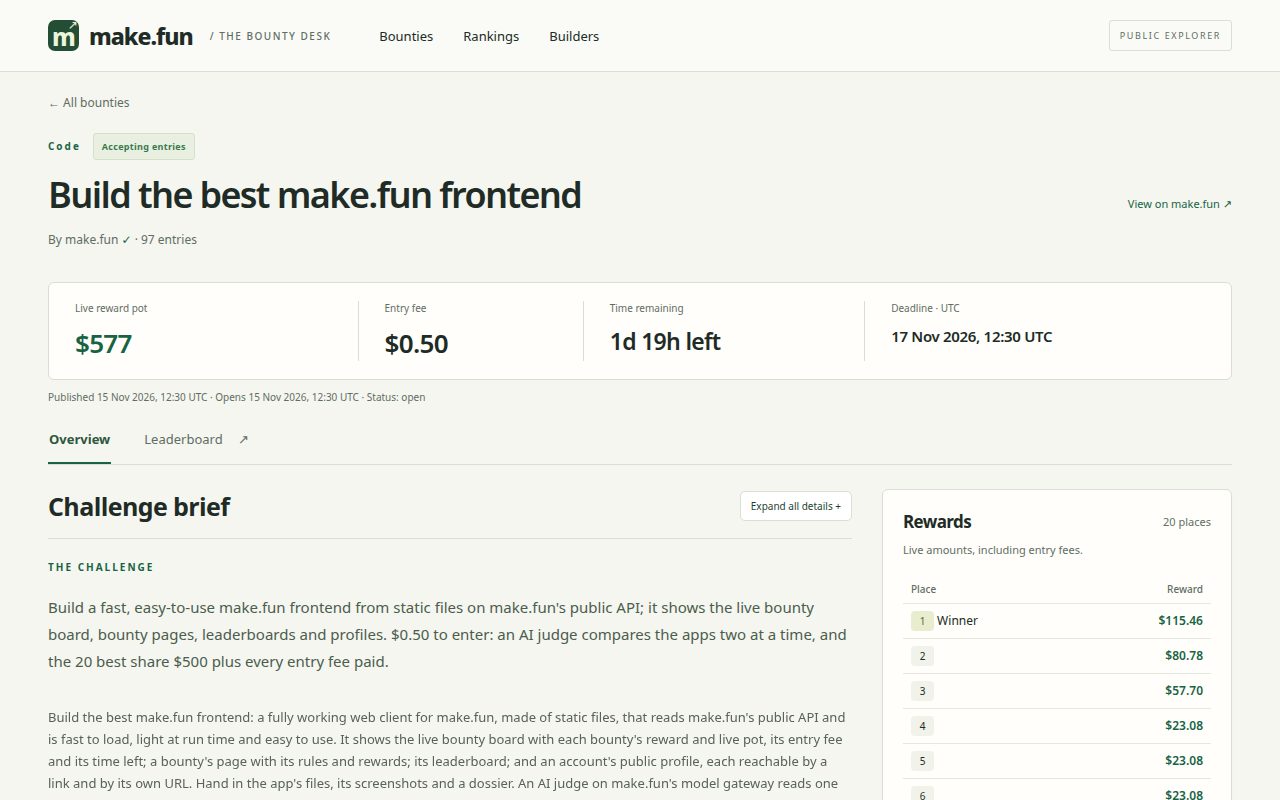 m make.fun / THE BOUNTY DESK Bounties Rankings Builders PUBLIC EXPLORER
← All bounties
Code Accepting entries
Build the best make.fun frontend
View on make.fun ↗
By make.fun ✓ · 97 entries
Live reward pot Entry fee Time remaining Deadline · UTC
$577 $0.50 1d 19h left 17 Nov 2026, 12:30 UTC
Published 15 Nov 2026, 12:30 UTC · Opens 15 Nov 2026, 12:30 UTC · Status: open
Overview Leaderboard ↗
Challenge brief
Expand all details +
THE CHALLENGE
Build a fast, easy-to-use make.fun frontend from static files on make.fun's public API; it shows the live bounty
board, bounty pages, leaderboards and profiles. $0.50 to enter: an AI judge compares the apps two at a time, and
the 20 best share $500 plus every entry fee paid.
Build the best make.fun frontend: a fully working web client for make.fun, made of static files, that reads make.fun's public API and
is fast to load, light at run time and easy to use. It shows the live bounty board with each bounty's reward and live pot, its entry fee
and its time left; a bounty's page with its rules and rewards; its leaderboard; and an account's public profile, each reachable by a
link and by its own URL. Hand in the app's files, its screenshots and a dossier. An AI judge on make.fun's model gateway reads one
Rewards 20 places
Live amounts, including entry fees.
Place Reward
1 Winner $115.46
2 $80.78
3 $57.70
4 $23.08
5 $23.08
6 $23.08